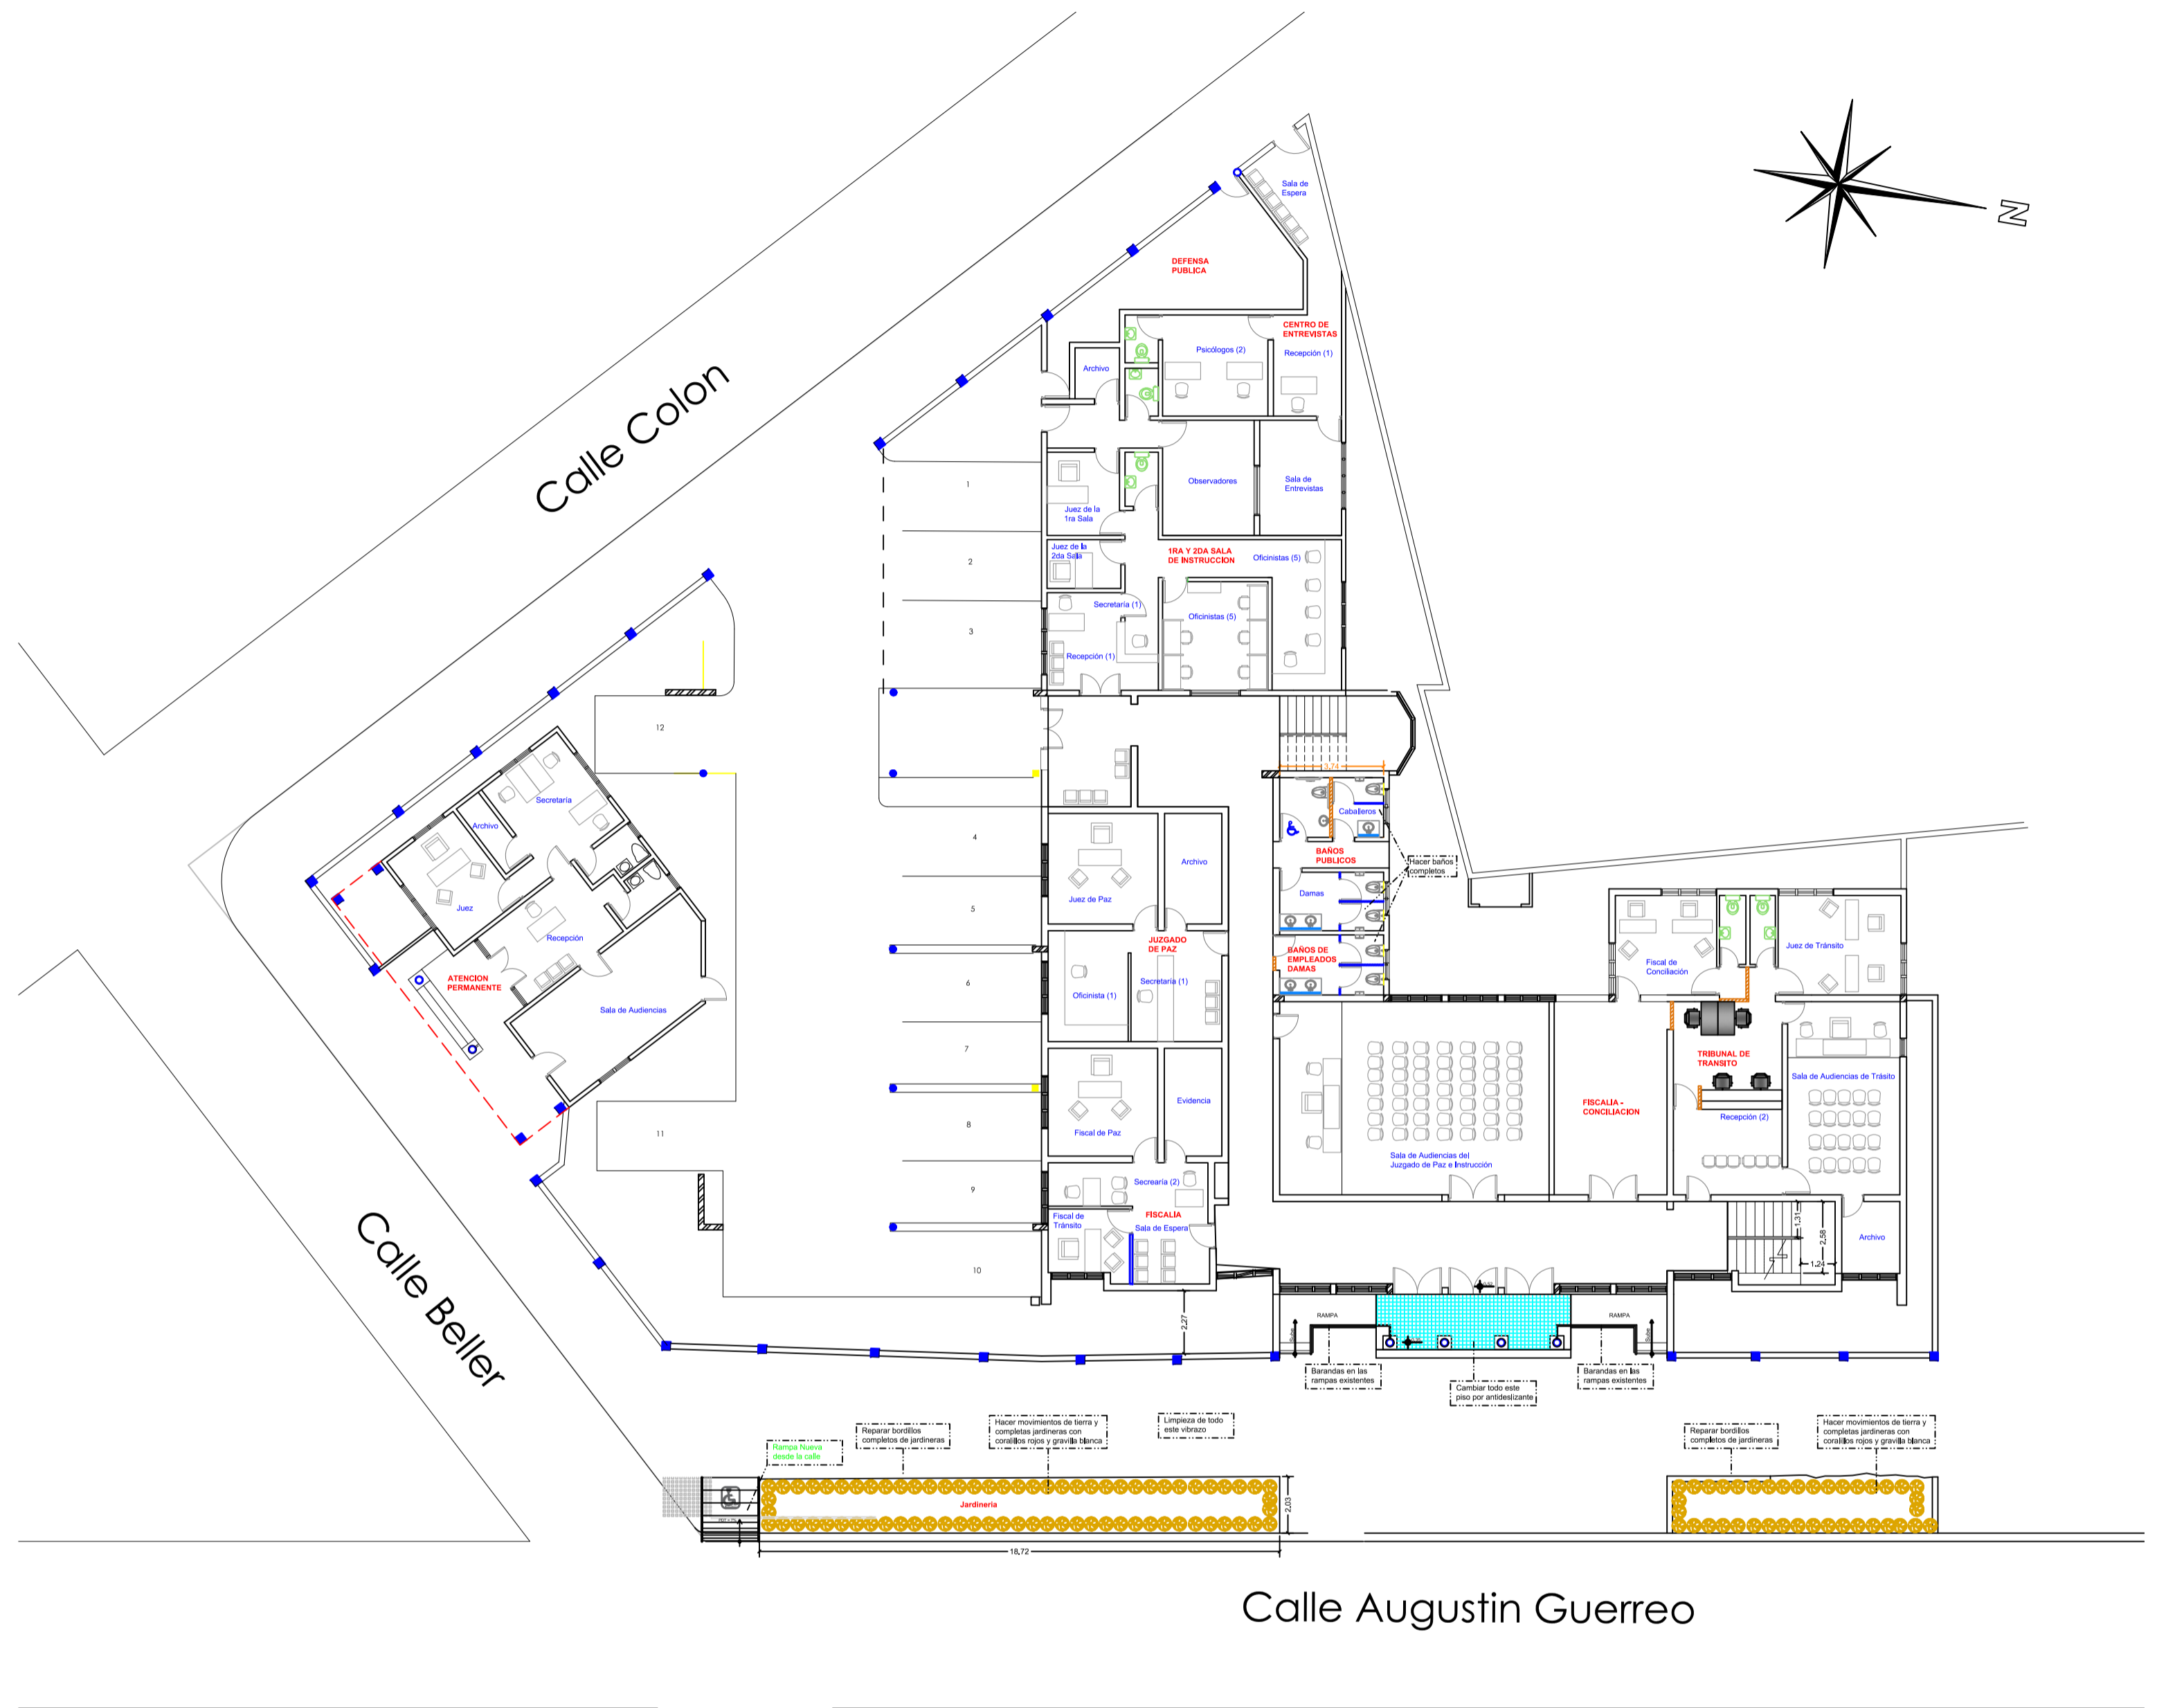 N
Calle Colon
Calle Beller
Calle Augustin Guerreo
Sala de
Espera
DEFENSA
PUBLICA
CENTRO DE
ENTREVISTAS
Psicólogos (2)
Recepción (1)
Archivo
Observadores
Sala de
Entrevistas
1
Juez de la
1ra Sala
Juez de la
2da Sala
2
1RA Y 2DA SALA
DE INSTRUCCION
Oficinistas (5)
Secretaría (1)
Oficinistas (5)
3
Recepción (1)
12
3,74
Secretaría
Archivo
Juez
Recepción
ATENCION
PERMANENTE
Sala de Audiencias
11
4
5
6
7
8
9
10
Caballeros
BAÑOS
PUBLICOS
Hacer baños
completos
Damas
BAÑOS DE
EMPLEADOS
DAMAS
Archivo
Juez de Paz
JUZGADO
DE PAZ
Oficinista (1)
Secretaría (1)
Evidencia
Fiscal de Paz
Secrearía (2)
Fiscal de
Tránsito
FISCALIA
Sala de Espera
Fiscal de
Conciliación
Juez de Tránsito
TRIBUNAL DE
TRANSITO
Sala de Audiencias de Trásito
FISCALIA -
CONCILIACION
Recepción (2)
Sala de Audiencias del
Juzgado de Paz e Instrucción
Archivo
1,31
2,58
1,24
2,27
RAMPA
RAMPA
Sube
Sube
Barandas en las
rampas existentes
Cambiar todo este
piso por antideslizante
Barandas en las
rampas existentes
Rampa Nueva
desde la calle
Reparar bordillos
completos de jardineras
Hacer movimientos de tierra y
completas jardineras con
coralillos rojos y gravilla blanca
Limpieza de todo
este vibrazo
Reparar bordillos
completos de jardineras
Hacer movimientos de tierra y
completas jardineras con
coralillos rojos y gravilla blanca
Jardineria
2,03
18,72